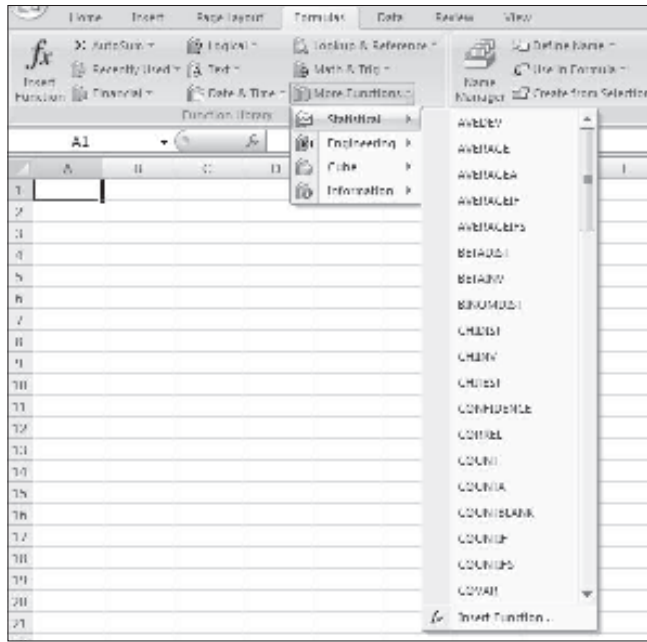 Home Insert Page Layout Formulas Data Review View
fx Insert Function
Σ AutoSum
Recently Used
Financial
Logical
Text
Date & Time
Lookup & Reference
Math & Trig
More Functions
Function Library
Name Manager
Define Name
Use in Formula
Create from Selection
A1 fx
Statistical
Engineering
Cube
Information
A B C D I
1
2
3
4
5
6
7
8
9
10
11
12
13
14
15
16
17
18
19
20
21
AVEDEV
AVERAGE
AVERAGEA
AVERAGEIF
AVERAGEIFS
BETADIST
BETAINV
BINOMDIST
CHIDIST
CHIINV
CHITEST
CONFIDENCE
CORREL
COUNT
COUNTA
COUNTBLANK
COUNTIF
COUNTIFS
COVAR
fx Insert Function...